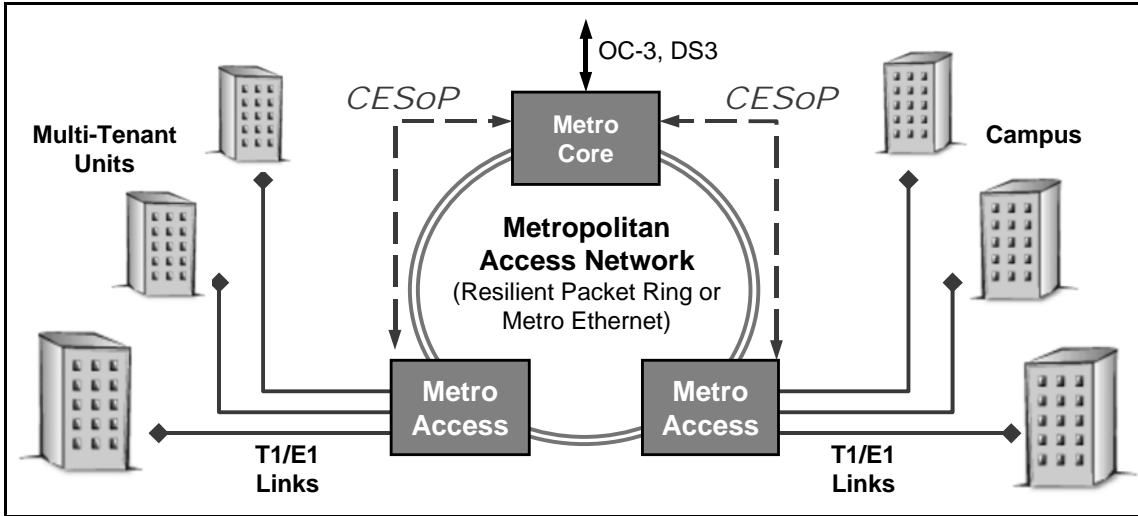 OC-3, DS3
CESoP
CESoP
Metro
Core
Multi-Tenant
Units
Campus
Metropolitan
Access Network
(Resilient Packet Ring or
Metro Ethernet)
Metro
Access
Metro
Access
T1/E1
Links
T1/E1
Links